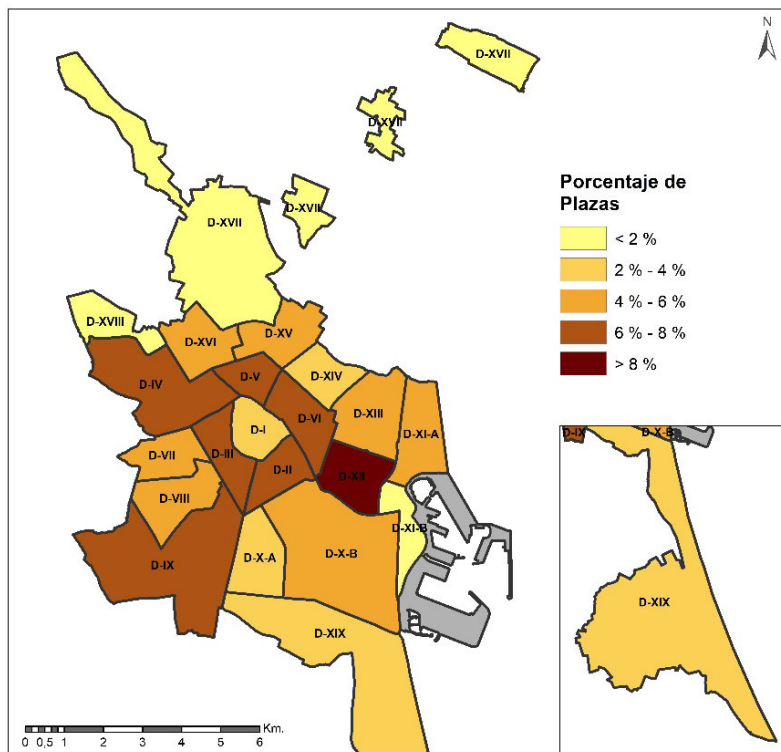 N
D-XVII
D-XVII
D-XVII
D-XVII
Porcentaje de
Plazas
< 2 %
2 % - 4 %
4 % - 6 %
6 % - 8 %
> 8 %
D-XVIII
D-XVI
D-XV
D-IV
D-V
D-XIV
D-VI
D-XIII
D-I
D-XI-A
D-III
D-VII
D-II
D-XII
D-VIII
D-XI-B
D-IX
D-X-A
D-X-B
D-XIX
D-IX
D-X-B
D-XIX
Km.
0 0,5 1 2 3 4 5 6